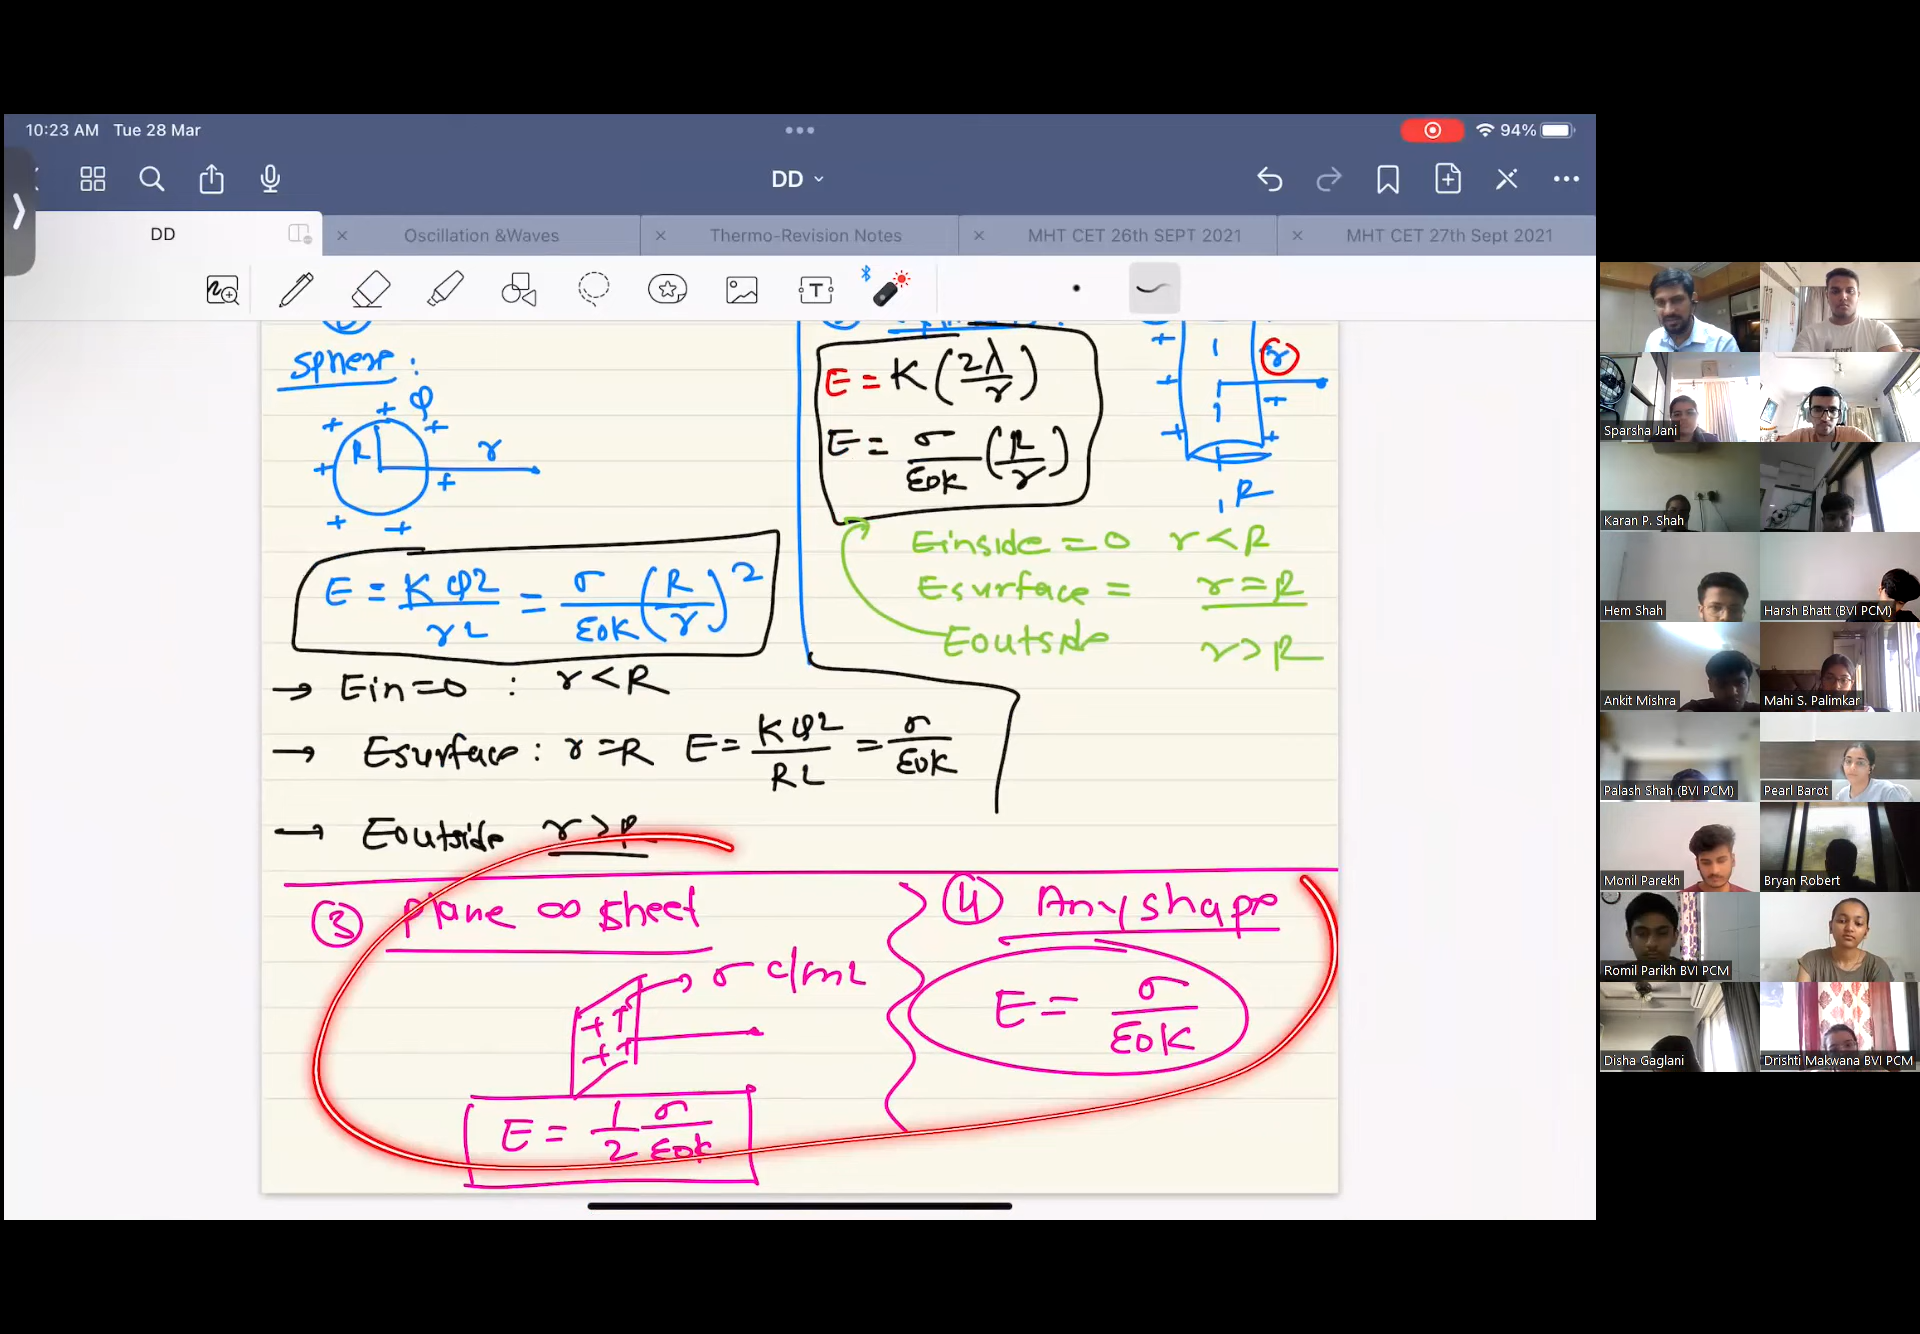 10:23 AM Tue 28 Mar
94%
DD
DD
Oscillation &Waves
Thermo-Revision Notes
MHT CET 26th SEPT 2021
MHT CET 27th Sept 2021
T
Sphere :
+ + + + + + + +
φ
R
r
E = Kφ2/r2 = σ/ε0K (R/r)2
→ Ein=0 : r<R
→ Esurface : r=R E= Kφ2/R2 = σ/ε0K
→ Eoutside r>R
E = K (2λ/r)
E = σ/ε0K (R/r)
+ + + + +
r
R
Einside = 0 r<R
Esurface = r=R
Eoutside r>R
③ Plane ∞ Sheet
σ c/m2
+ +
+ +
E = 1/2 σ/ε0K
④ Any shape
E = σ/ε0K
Sparsha Jani
Karan P. Shah
Hem Shah
Harsh Bhatt (BVI PCM)
Ankit Mishra
Mahi S. Palimkar
Palash Shah (BVI PCM)
Pearl Barot
Monil Parekh
Bryan Robert
Romil Parikh BVI PCM
Disha Gaglani
Drishti Makwana BVI PCM